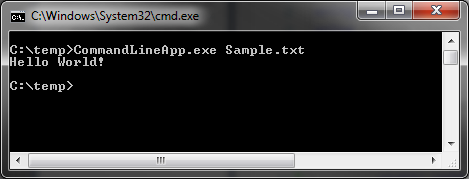 C:\Windows\System32\cmd.exe
C:\temp>CommandLineApp.exe Sample.txt
Hello World!
C:\temp>